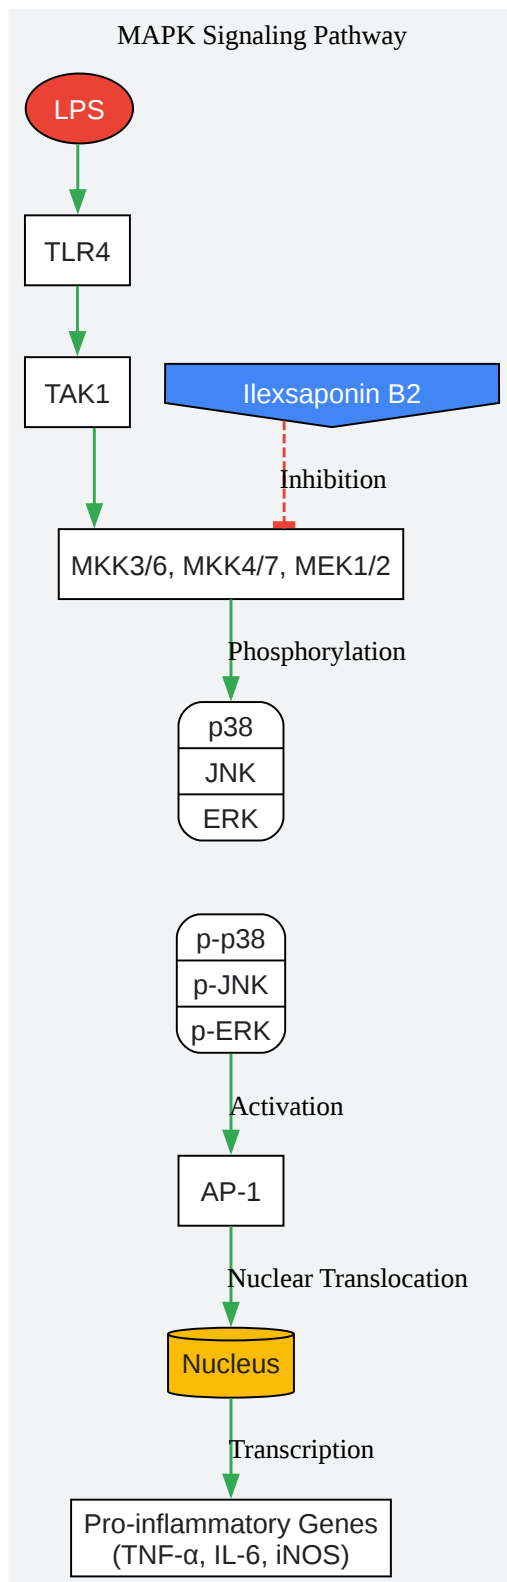 MAPK Signaling Pathway
LPS
TLR4
TAK1
Ilexsaponin B2
Inhibition
MKK3/6, MKK4/7, MEK1/2
Phosphorylation
p38
JNK
ERK
p-p38
p-JNK
p-ERK
Activation
AP-1
Nuclear Translocation
Nucleus
Transcription
Pro-inflammatory Genes
(TNF-α, IL-6, iNOS)